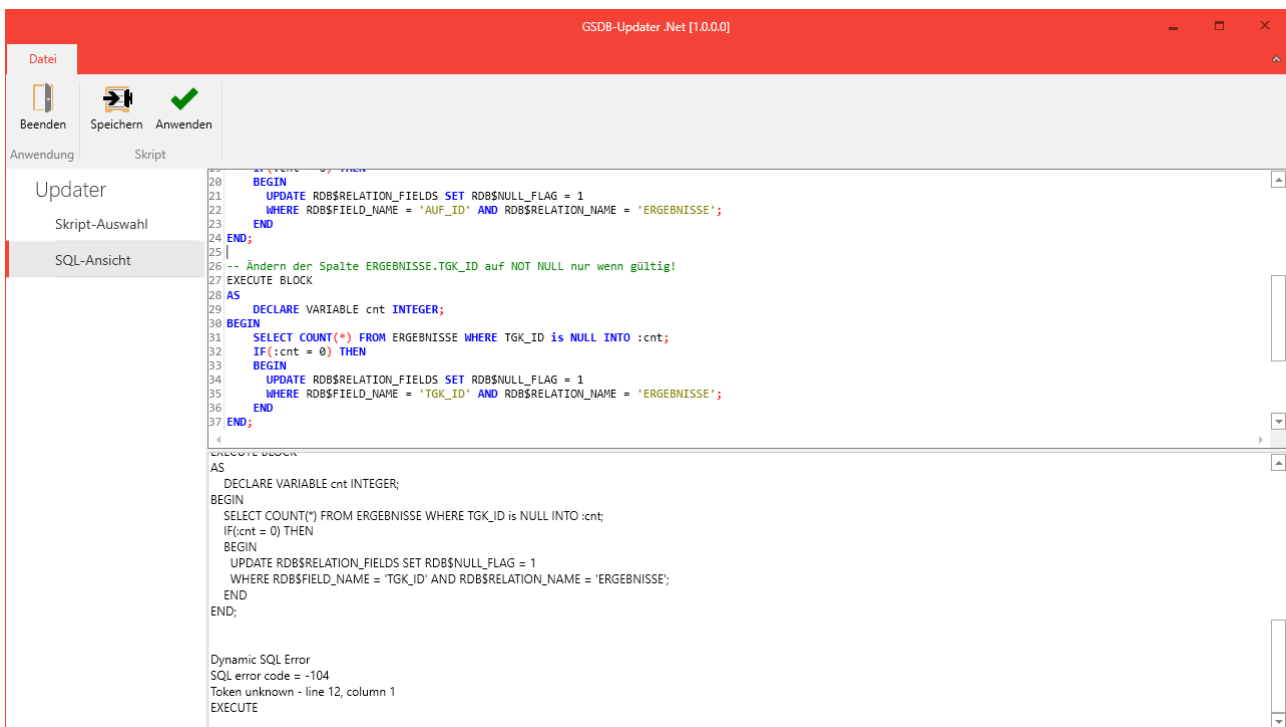 GSDB-Updater .Net [1.0.0.0]
Datei
Beenden
Speichern
Anwenden
Anwendung
Skript
Updater
Skript-Auswahl
SQL-Ansicht
19 IF(:cnt = 0) THEN
20 BEGIN
21 UPDATE RDB$RELATION_FIELDS SET RDB$NULL_FLAG = 1
22 WHERE RDB$FIELD_NAME = 'AUF_ID' AND RDB$RELATION_NAME = 'ERGEBNISSE';
23 END
24 END;
25
26 -- Ändern der Spalte ERGEBNISSE.TGK_ID auf NOT NULL nur wenn gültig!
27 EXECUTE BLOCK
28 AS
29 DECLARE VARIABLE cnt INTEGER;
30 BEGIN
31 SELECT COUNT(*) FROM ERGEBNISSE WHERE TGK_ID is NULL INTO :cnt;
32 IF(:cnt = 0) THEN
33 BEGIN
34 UPDATE RDB$RELATION_FIELDS SET RDB$NULL_FLAG = 1
35 WHERE RDB$FIELD_NAME = 'TGK_ID' AND RDB$RELATION_NAME = 'ERGEBNISSE';
36 END
37 END;
EXECUTE BLOCK
AS
DECLARE VARIABLE cnt INTEGER;
BEGIN
SELECT COUNT(*) FROM ERGEBNISSE WHERE TGK_ID is NULL INTO :cnt;
IF(:cnt = 0) THEN
BEGIN
UPDATE RDB$RELATION_FIELDS SET RDB$NULL_FLAG = 1
WHERE RDB$FIELD_NAME = 'TGK_ID' AND RDB$RELATION_NAME = 'ERGEBNISSE';
END
END;
Dynamic SQL Error
SQL error code = -104
Token unknown - line 12, column 1
EXECUTE